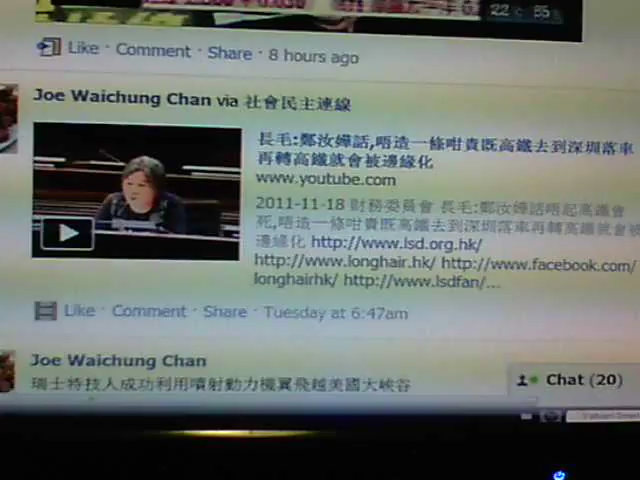 22°c 85%
Like · Comment · Share · 8 hours ago
Joe Waichung Chan via 社會民主連線
長毛:鄭汝嬅話,唔造一條咁貴既高鐵去到深圳落車
再轉高鐵就會被邊緣化
www.youtube.com
2011-11-18 財務委員會 長毛:鄭汝嬅話唔起高鐵會
死,唔造一條咁貴既高鐵去到深圳落車再轉高鐵就會被
邊緣化 http://www.lsd.org.hk/
http://www.longhair.hk/ http://www.facebook.com/
longhairhk/ http://www.lsdfan/...
Like · Comment · Share · Tuesday at 6:47am
Joe Waichung Chan
瑞士特技人成功利用噴射動力機翼飛越美國大峽谷
Chat (20)